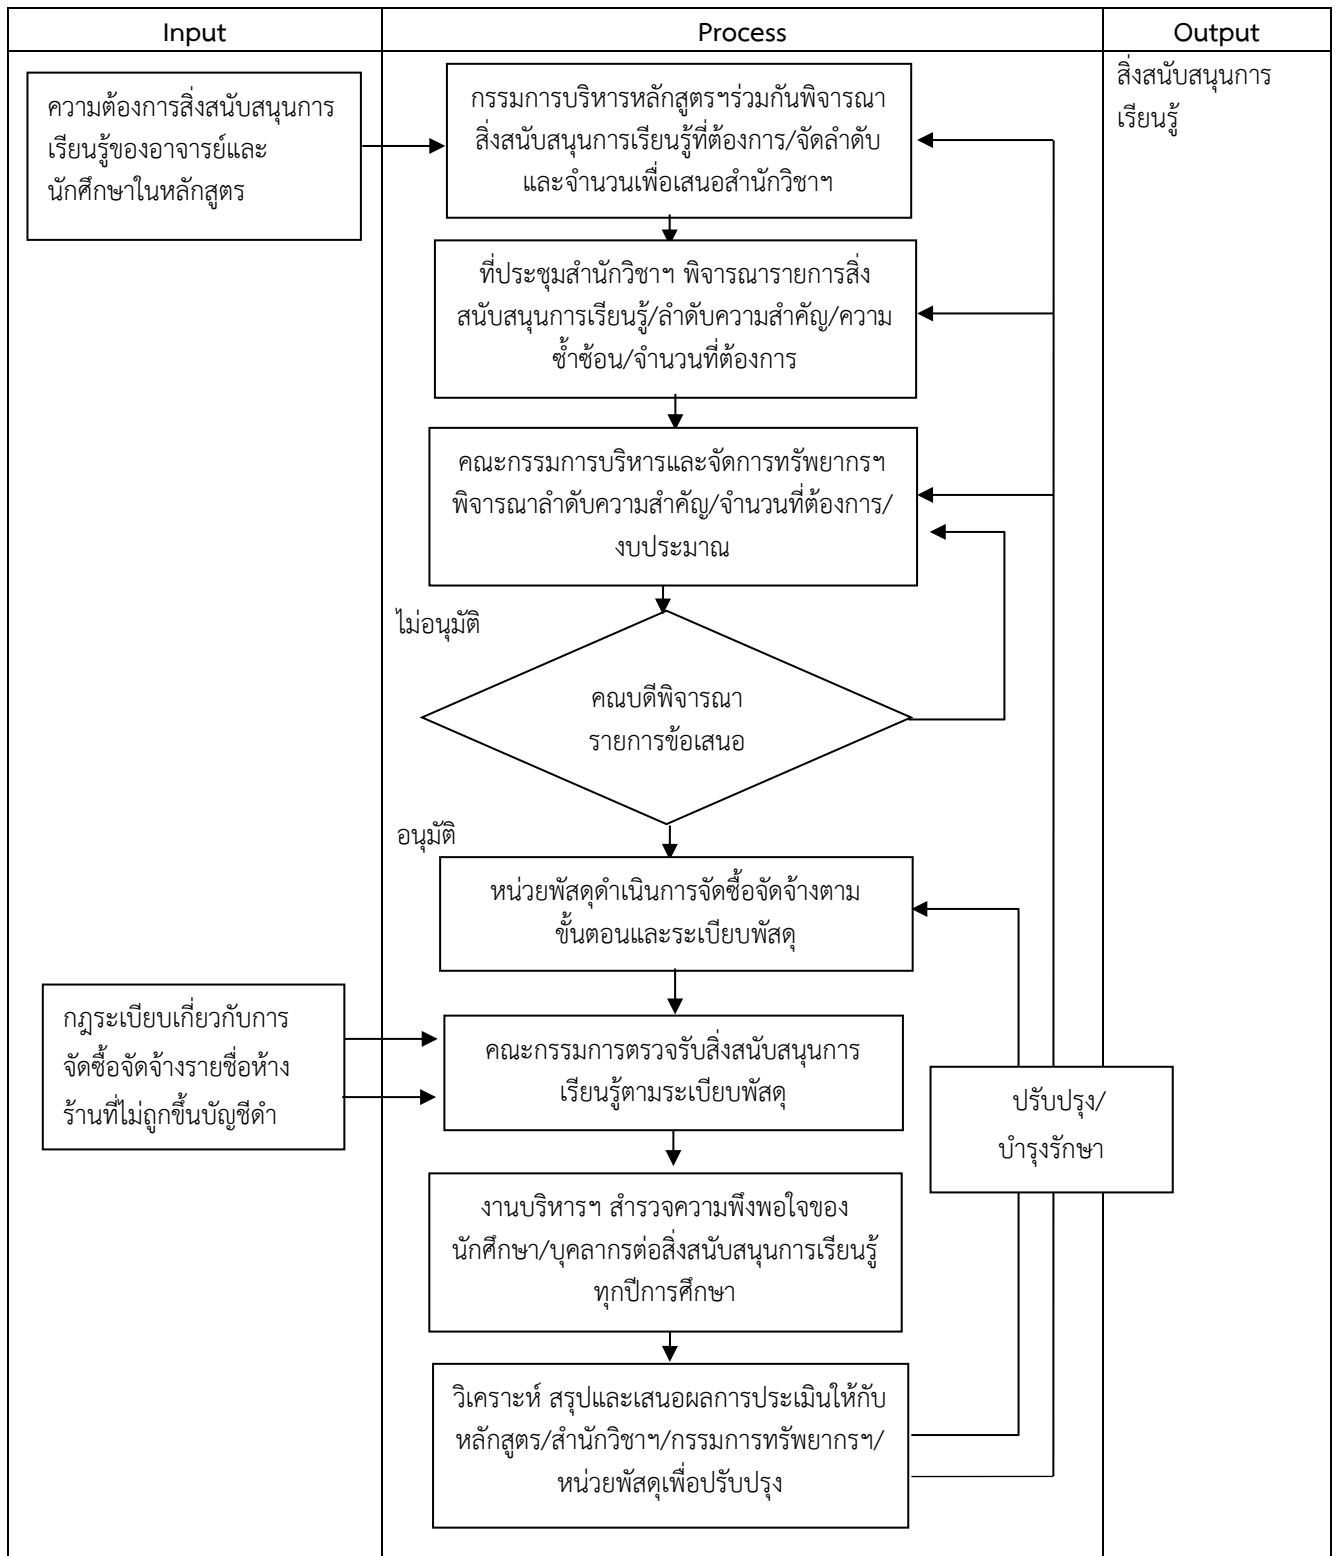 Input
Process
Output
ความต้องการสิ่งสนับสนุนการ
เรียนรู้ของอาจารย์และ
นักศึกษาในหลักสูตร
กรรมการบริหารหลักสูตรฯร่วมกันพิจารณา
สิ่งสนับสนุนการเรียนรู้ที่ต้องการ/จัดลำดับ
และจำนวนเพื่อเสนอสำนักวิชาฯ
สิ่งสนับสนุนการ
เรียนรู้
ที่ประชุมสำนักวิชาฯ พิจารณารายการสิ่ง
สนับสนุนการเรียนรู้/ลำดับความสำคัญ/ความ
ซ้ำซ้อน/จำนวนที่ต้องการ
คณะกรรมการบริหารและจัดการทรัพยากรฯ
พิจารณาลำดับความสำคัญ/จำนวนที่ต้องการ/
งบประมาณ
ไม่อนุมัติ
คณบดีพิจารณา
รายการข้อเสนอ
อนุมัติ
หน่วยพัสดุดำเนินการจัดซื้อจัดจ้างตาม
ขั้นตอนและระเบียบพัสดุ
กฎระเบียบเกี่ยวกับการ
จัดซื้อจัดจ้างรายชื่อห้าง
ร้านที่ไม่ถูกขึ้นบัญชีดำ
คณะกรรมการตรวจรับสิ่งสนับสนุนการ
เรียนรู้ตามระเบียบพัสดุ
ปรับปรุง/
บำรุงรักษา
งานบริหารฯ สำรวจความพึงพอใจของ
นักศึกษา/บุคลากรต่อสิ่งสนับสนุนการเรียนรู้
ทุกปีการศึกษา
วิเคราะห์ สรุปและเสนอผลการประเมินให้กับ
หลักสูตร/สำนักวิชาฯ/กรรมการทรัพยากรฯ/
หน่วยพัสดุเพื่อปรับปรุง